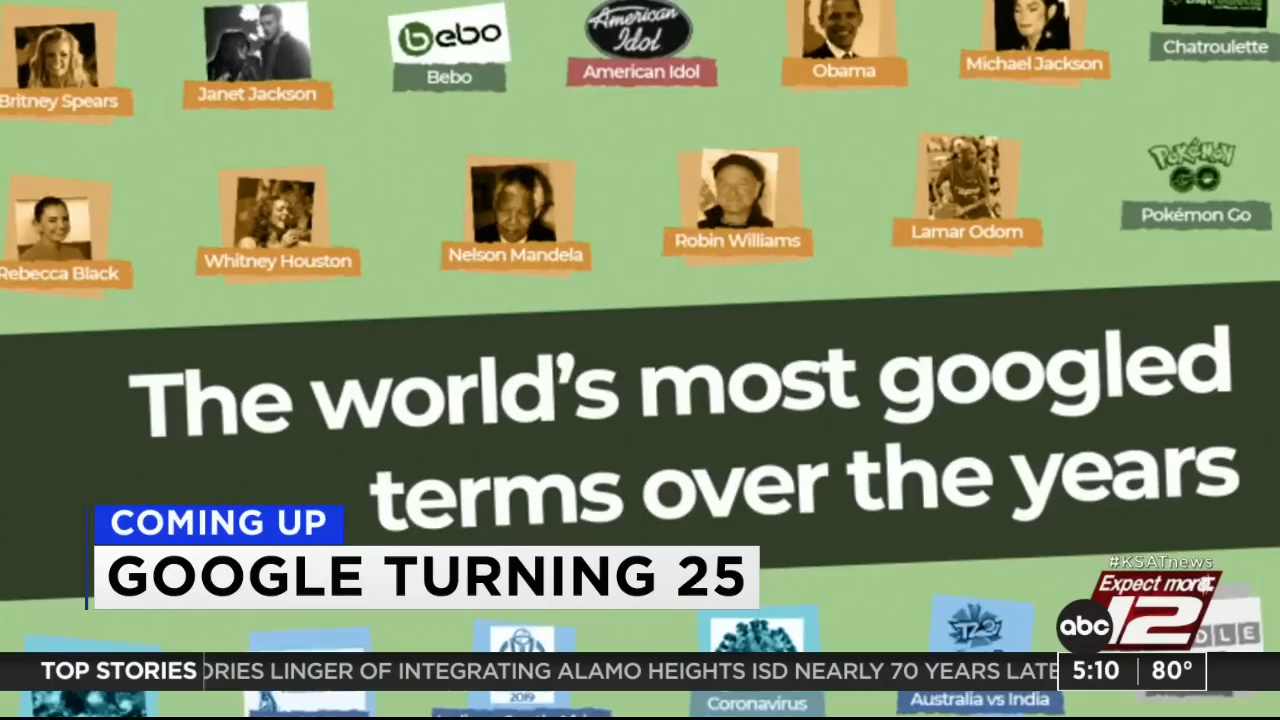 bebo
American
Idol
Britney Spears
Janet Jackson
Bebo
American Idol
Obama
Michael Jackson
Chatroulette
POKÉMON
GO
Rebecca Black
Whitney Houston
Nelson Mandela
Robin Williams
Lamar Odom
Pokémon Go
The world's most googled
terms over the years
COMING UP
GOOGLE TURNING 25
#KSATnews
Expect more.
abc 12
T20
DLE
TOP STORIES ORIES LINGER OF INTEGRATING ALAMO HEIGHTS ISD NEARLY 70 YEARS LATE 5:10 80°
2019
Coronavirus
Australia vs India